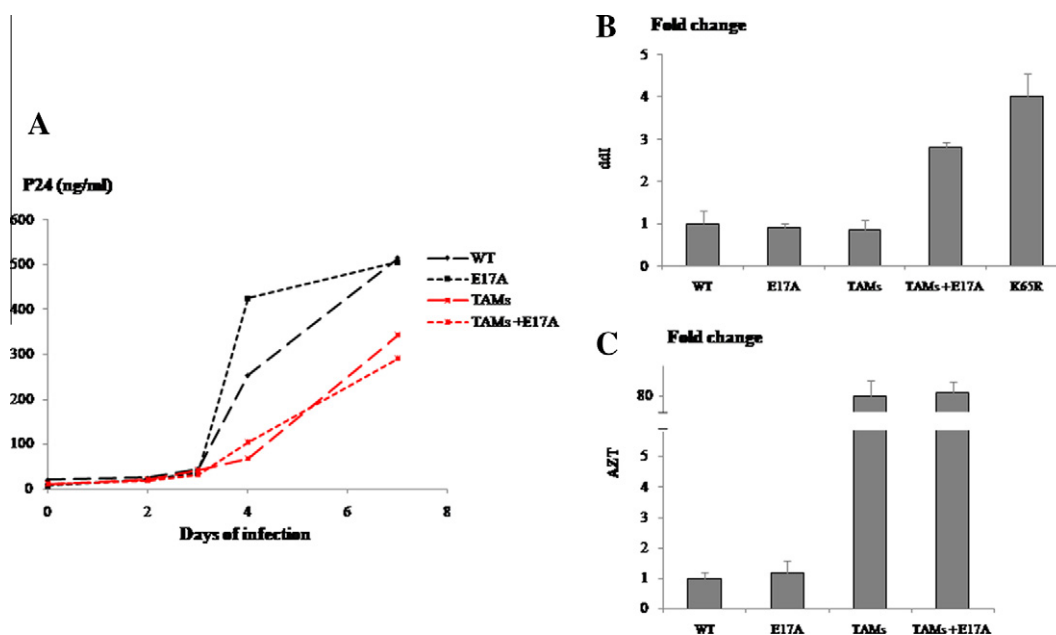 A
P24 (ng/ml)
600
500
400
300
200
100
0
0 2 4 6 8
Days of infection
WT
E17A
TAMs
TAMs+E17A
B Fold change
5
4
3
2
1
0
ddI
WT E17A TAMs TAMs+E17A K65R
C Fold change
80
5
4
3
2
1
0
AZT
WT E17A TAMs TAMs+E17A